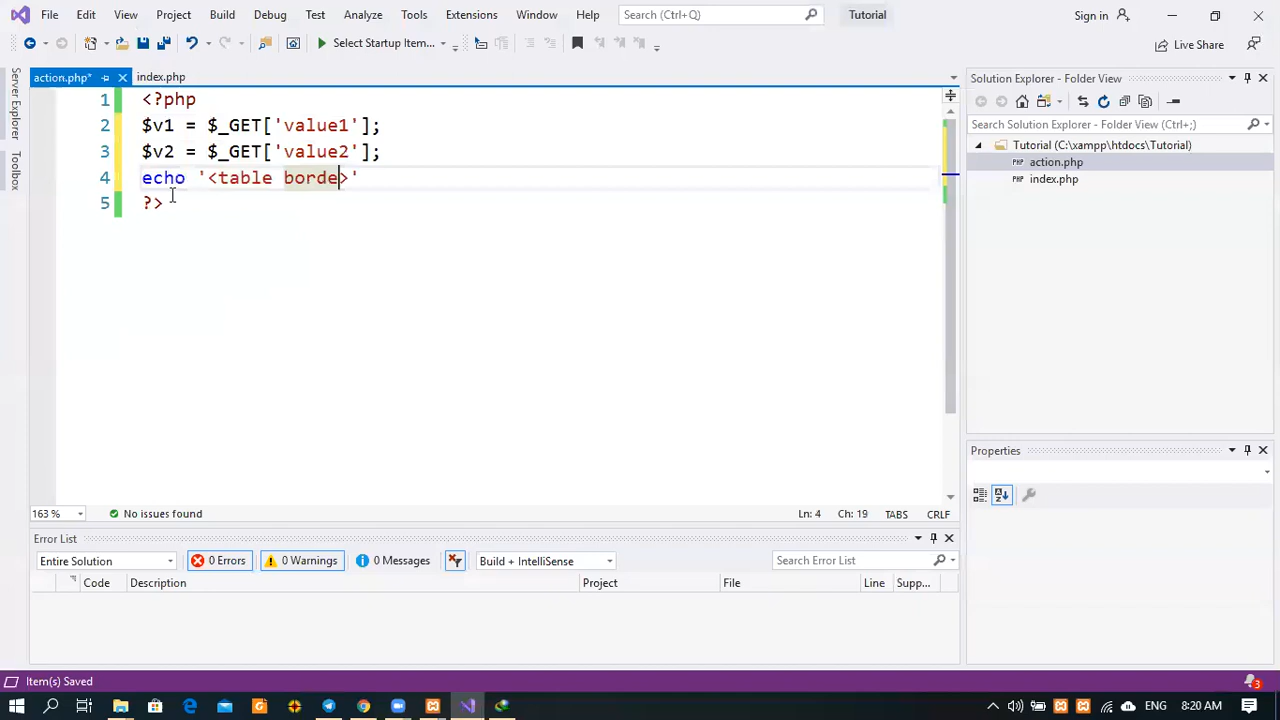 File Edit View Project Build Debug Test Analyze Tools Extensions Window Help Search (Ctrl+Q) Tutorial Sign in
Select Startup Item... Live Share
Server Explorer
Toolbox
action.php* index.php
1 <?php
2 $v1 = $_GET['value1'];
3 $v2 = $_GET['value2'];
4 echo '<table borde>'
5 ?>
163 % No issues found Ln: 4 Ch: 19 TABS CRLF
Solution Explorer - Folder View
Search Solution Explorer - Folder View (Ctrl+;)
Tutorial (C:\xampp\htdocs\Tutorial)
action.php
index.php
Properties
Error List
Entire Solution 0 Errors 0 Warnings 0 Messages Build + IntelliSense Search Error List
Code Description Project File Line Supp...
Item(s) Saved 3
ENG 8:20 AM